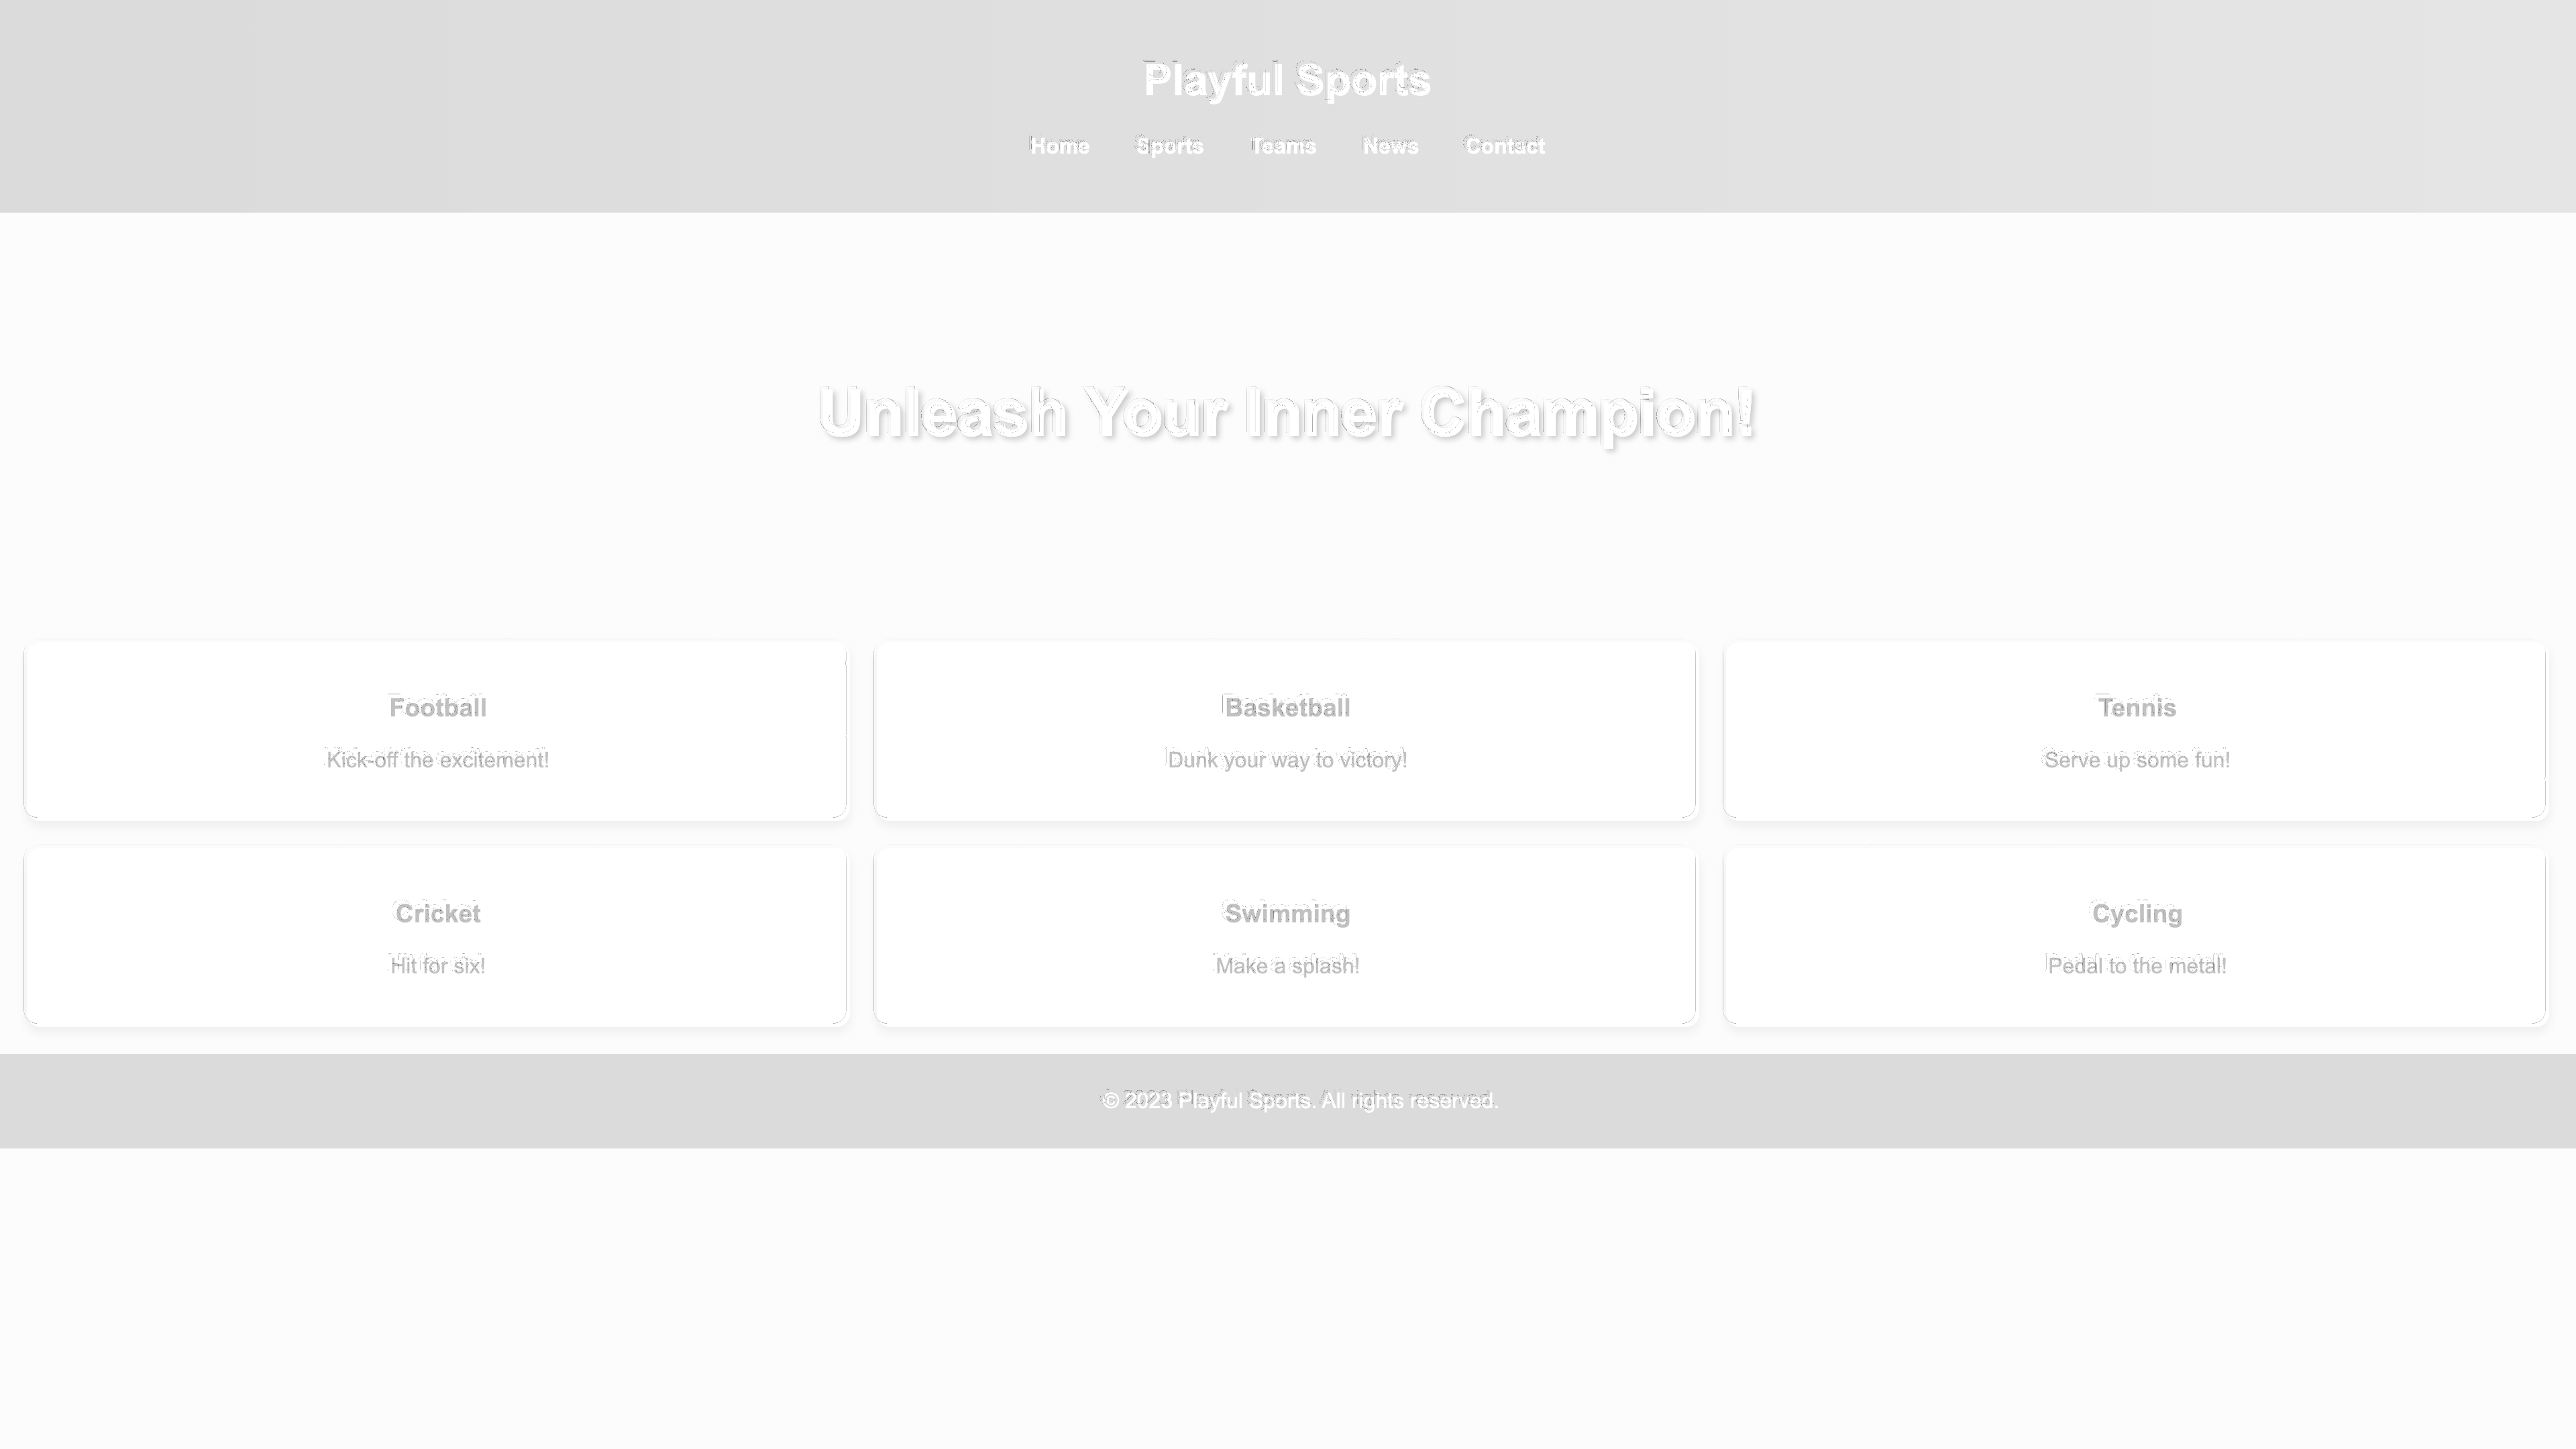 Playful Sports
Home Sports Teams News Contact
Unleash Your Inner Champion!
Football Basketball Tennis
Kick-off the excitement! Dunk your way to victory! Serve up some fun!
Cricket Swimming Cycling
Hit for six! Make a splash! Pedal to the metal!
© 2023 Playful Sports. All rights reserved.